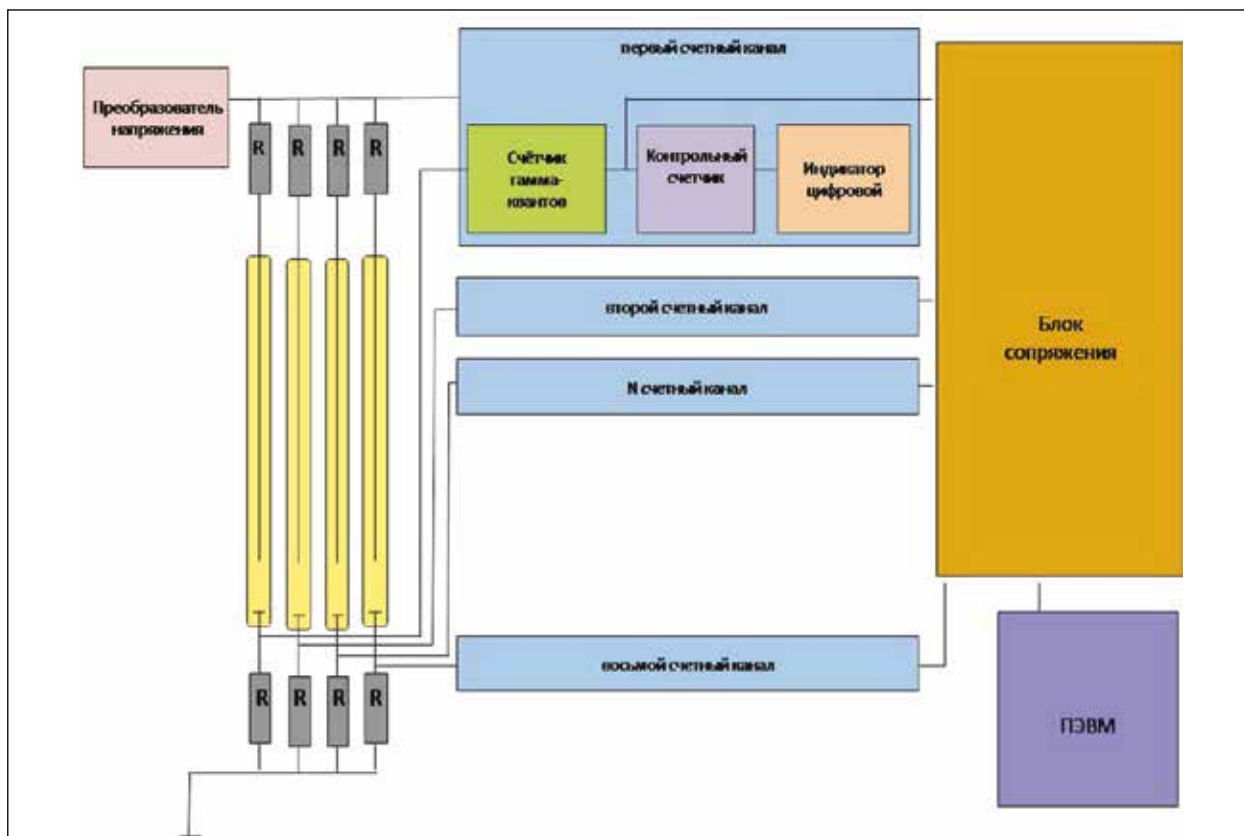 первый счетный канал
Преобразователь
напряжения
R R R R
Счётчик
гамма-
квантов
Контрольный
счетчик
Индикатор
цифровой
второй счетный канал
N счетный канал
Блок
сопряжения
восьмой счетный канал
R R R R
ПЭВМ